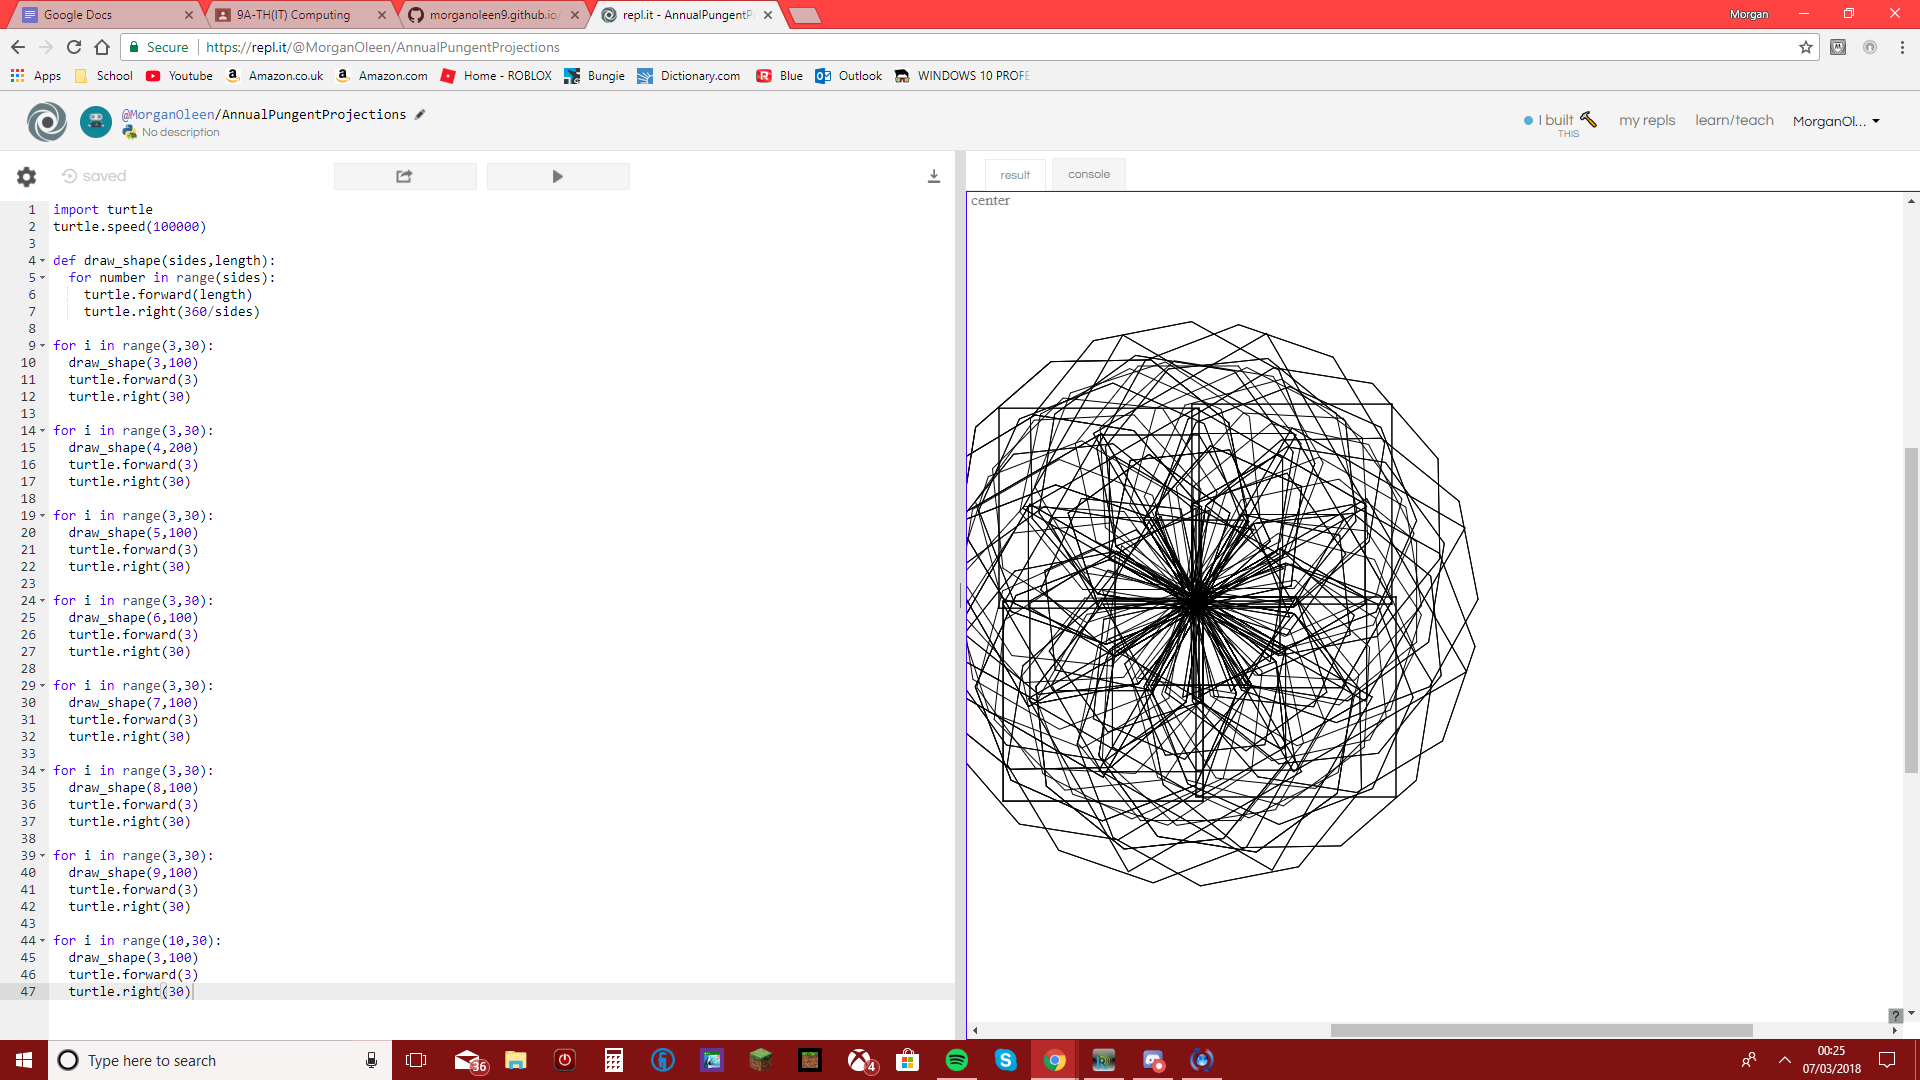 Google Docs
9A-TH(IT) Computing
morganoleen9.github.io/
repl.it - AnnualPungentP
Morgan
Secure
https://repl.it/@MorganOleen/AnnualPungentProjections
Apps
School
Youtube
Amazon.co.uk
Amazon.com
Home - ROBLOX
Bungie
Dictionary.com
Blue
Outlook
WINDOWS 10 PROFE
@MorganOleen/AnnualPungentProjections
No description
I built
THIS
my repls
learn/teach
MorganOl...
saved
result
console
center
1 import turtle
2 turtle.speed(100000)
3
4 def draw_shape(sides,length):
5 for number in range(sides):
6 turtle.forward(length)
7 turtle.right(360/sides)
8
9 for i in range(3,30):
10 draw_shape(3,100)
11 turtle.forward(3)
12 turtle.right(30)
13
14 for i in range(3,30):
15 draw_shape(4,200)
16 turtle.forward(3)
17 turtle.right(30)
18
19 for i in range(3,30):
20 draw_shape(5,100)
21 turtle.forward(3)
22 turtle.right(30)
23
24 for i in range(3,30):
25 draw_shape(6,100)
26 turtle.forward(3)
27 turtle.right(30)
28
29 for i in range(3,30):
30 draw_shape(7,100)
31 turtle.forward(3)
32 turtle.right(30)
33
34 for i in range(3,30):
35 draw_shape(8,100)
36 turtle.forward(3)
37 turtle.right(30)
38
39 for i in range(3,30):
40 draw_shape(9,100)
41 turtle.forward(3)
42 turtle.right(30)
43
44 for i in range(10,30):
45 draw_shape(3,100)
46 turtle.forward(3)
47 turtle.right(30)
?
Type here to search
36
4
00:25
07/03/2018